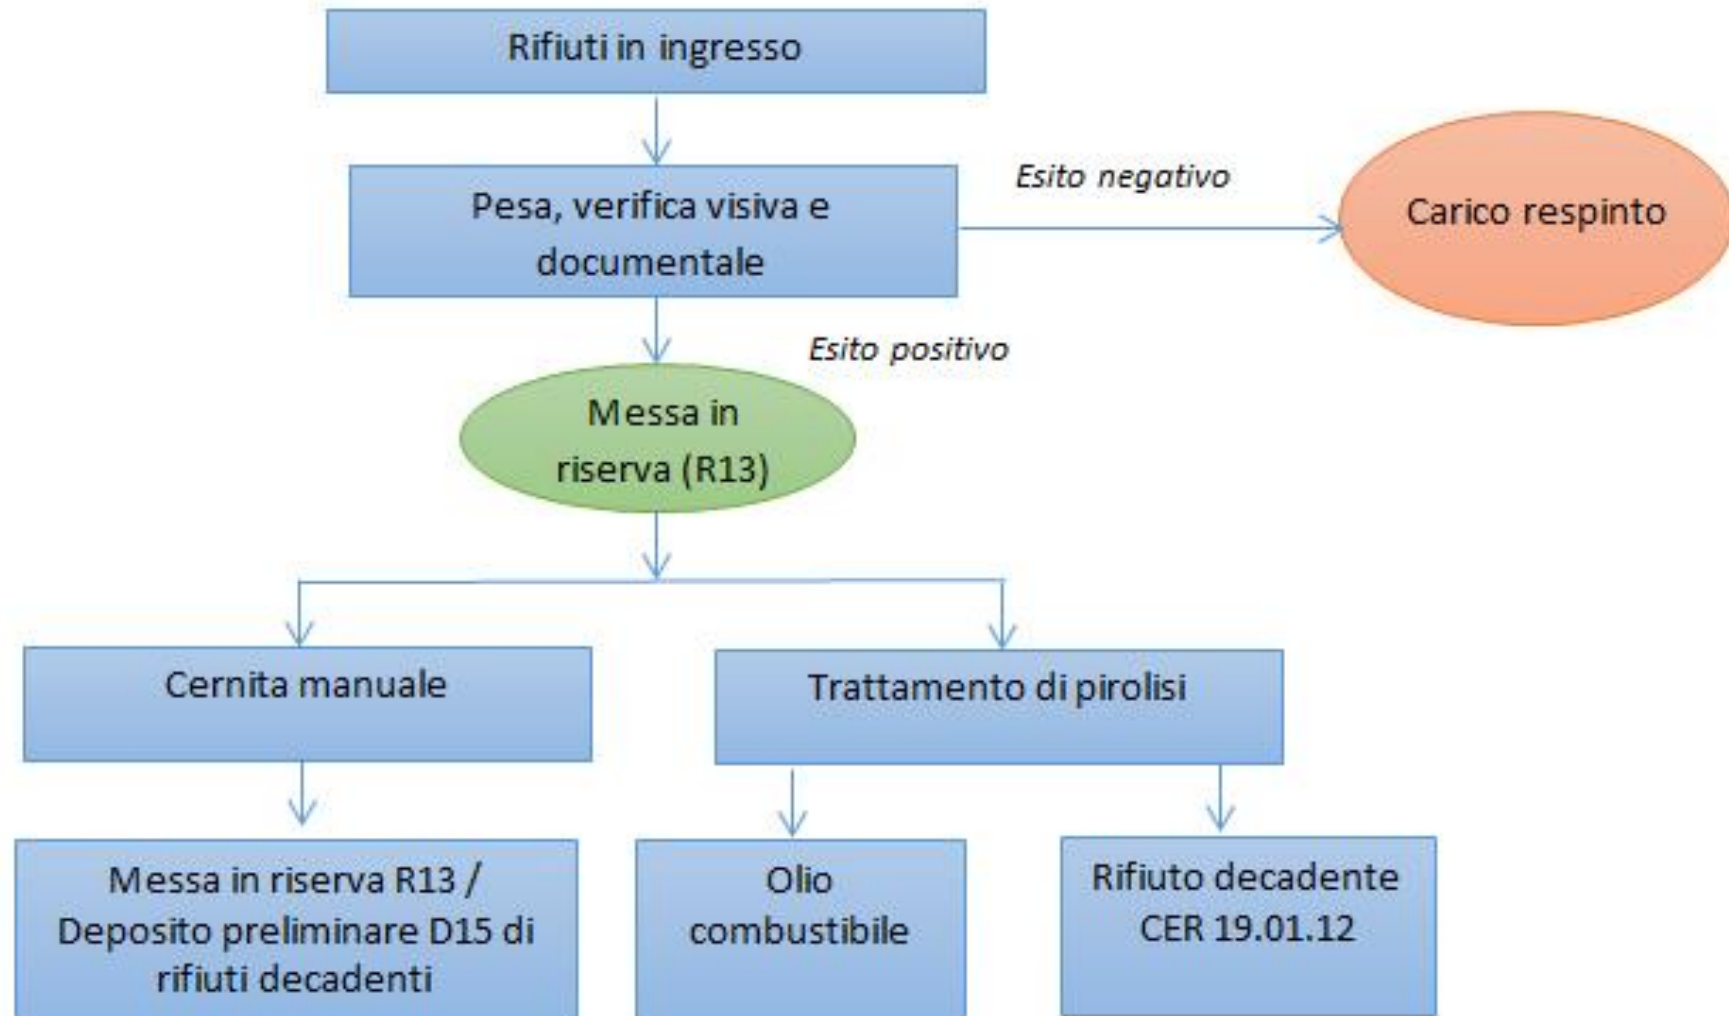 Rifiuti in ingresso
Pesa, verifica visiva e
documentale
Esito negativo
Carico respinto
Esito positivo
Messa in
riserva (R13)
Cernita manuale
Trattamento di pirolisi
Messa in riserva R13 /
Deposito preliminare D15 di
rifiuti decadenti
Olio
combustibile
Rifiuto decadente
CER 19.01.12